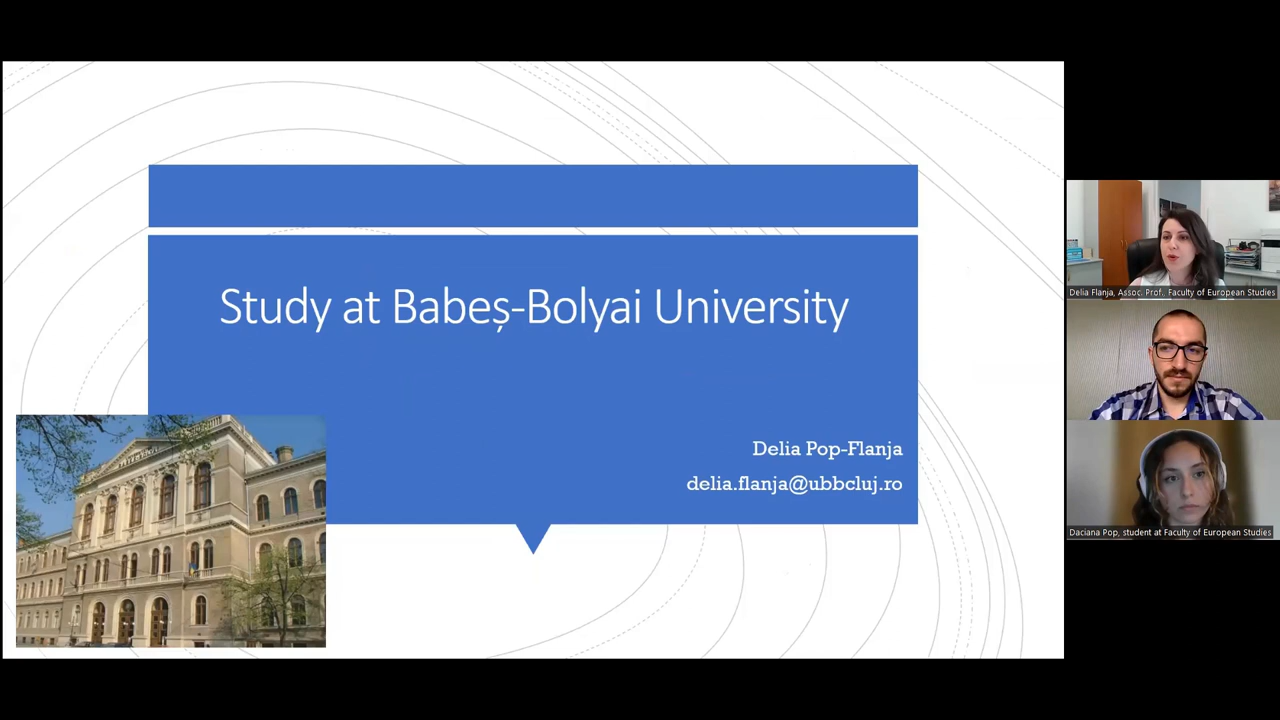 Study at Babeș-Bolyai University
Delia Pop-Flanja
delia.flanja@ubbcluj.ro
Delia Flanja, Assoc. Prof., Faculty of European Studies
Daciana Pop, student at Faculty of European Studies